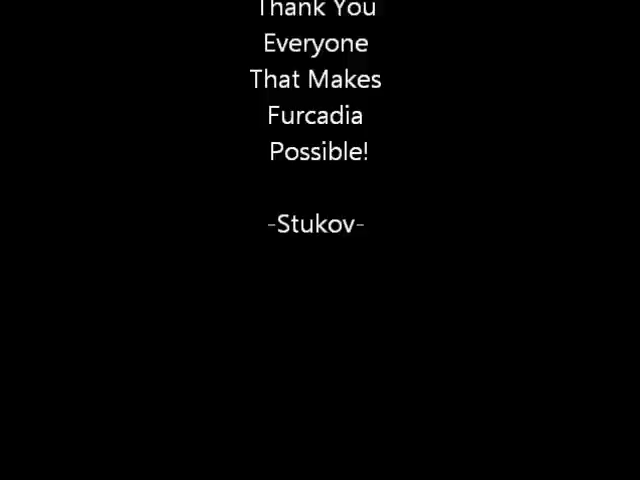 Thank You
Everyone
That Makes
Furcadia
Possible!
-Stukov-